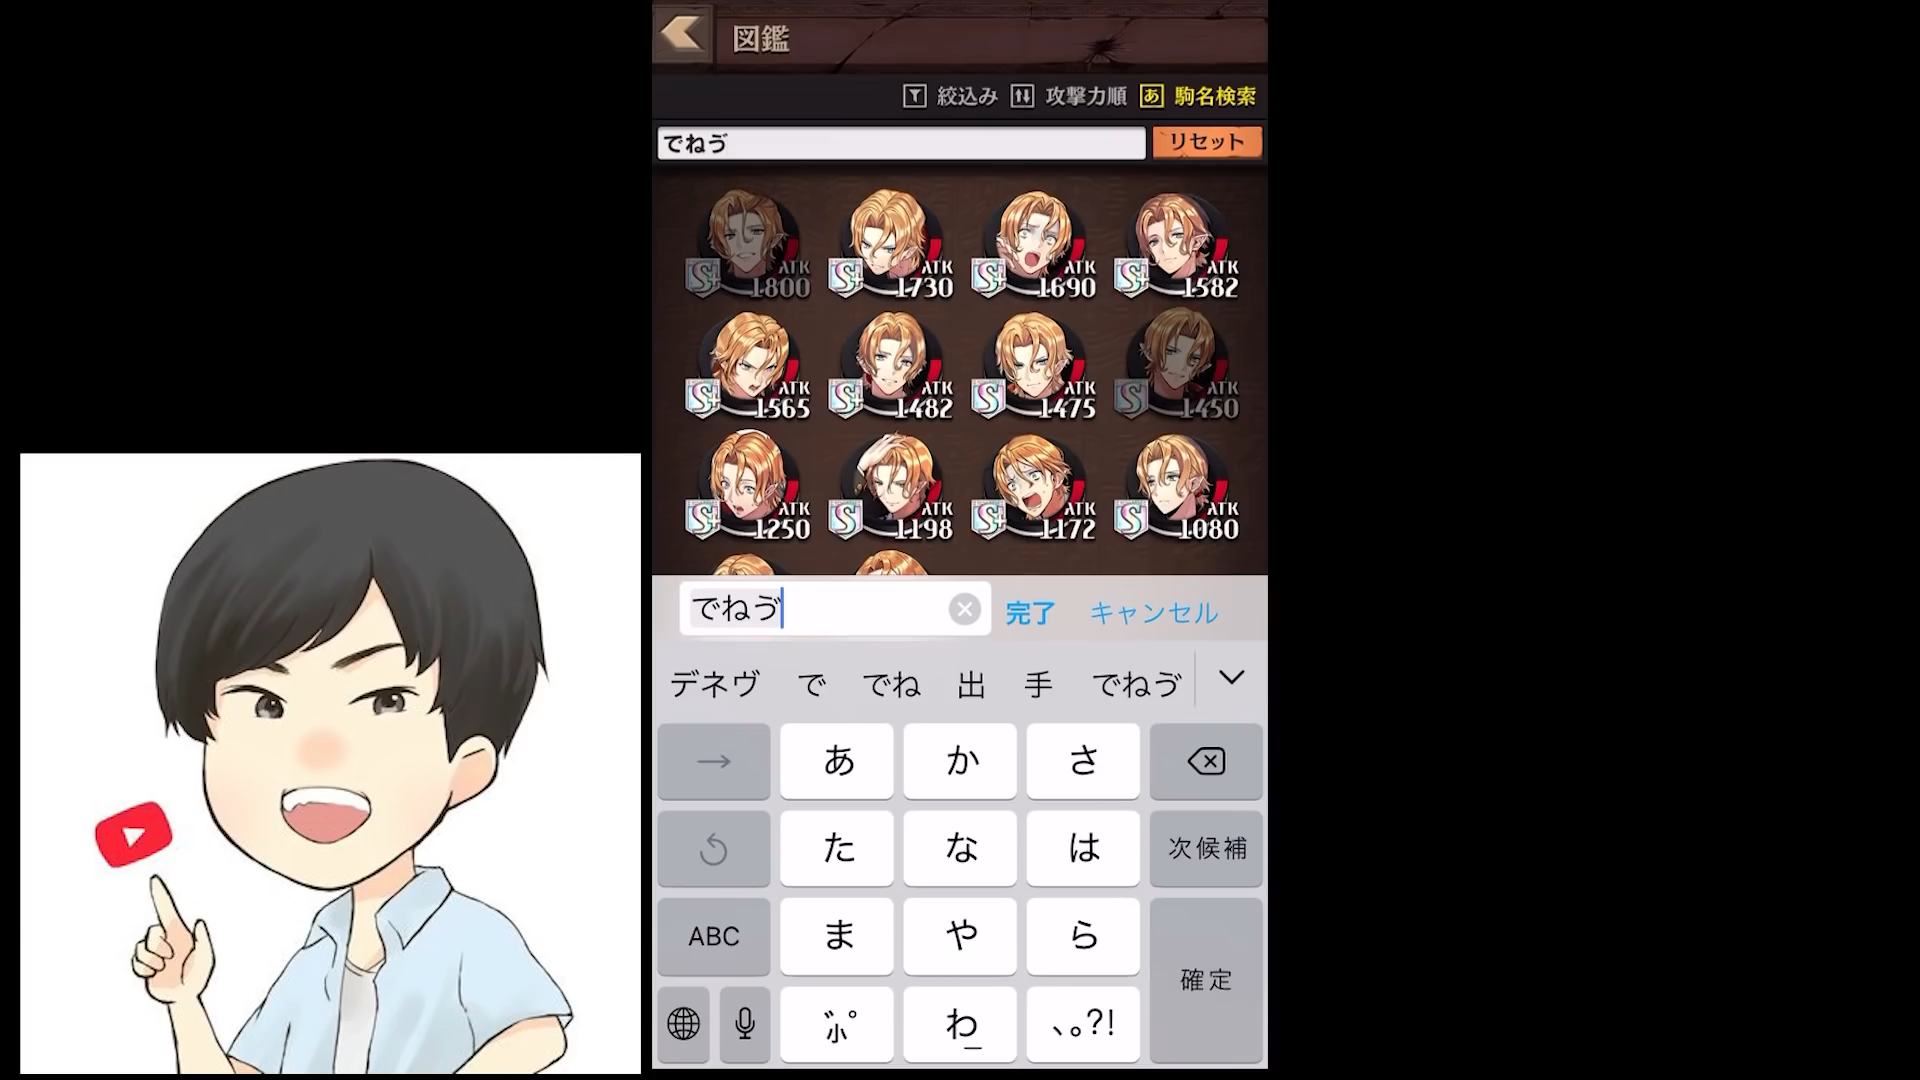 図鑑
絞込み 攻撃力順 あ 駒名検索
でねゔ リセット
S ATK 1800 S+ ATK 1730 S+ ATK 1690 S ATK 1582
S+ ATK 1565 S+ ATK 1482 S ATK 1475 S ATK 1450
S+ ATK 1250 S ATK 1198 S+ ATK 1172 S ATK 1080
でねゔ 完了 キャンセル
デネヴ で でね 出 手 でねゔ
→ あ か さ
た な は 次候補
ABC ま や ら 確定
゛゜小 わ 、。?!